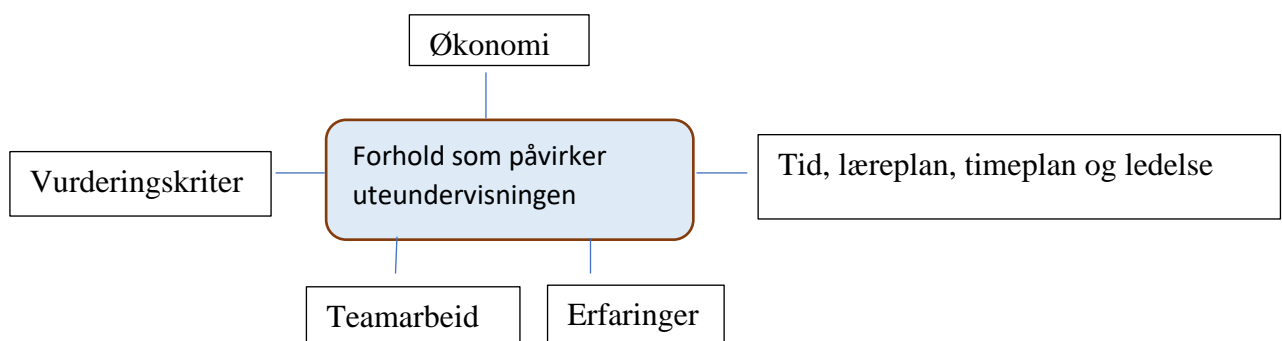 Økonomi
Forhold som påvirker
uteundervisningen
Vurderingskriter
Tid, læreplan, timeplan og ledelse
Teamarbeid
Erfaringer